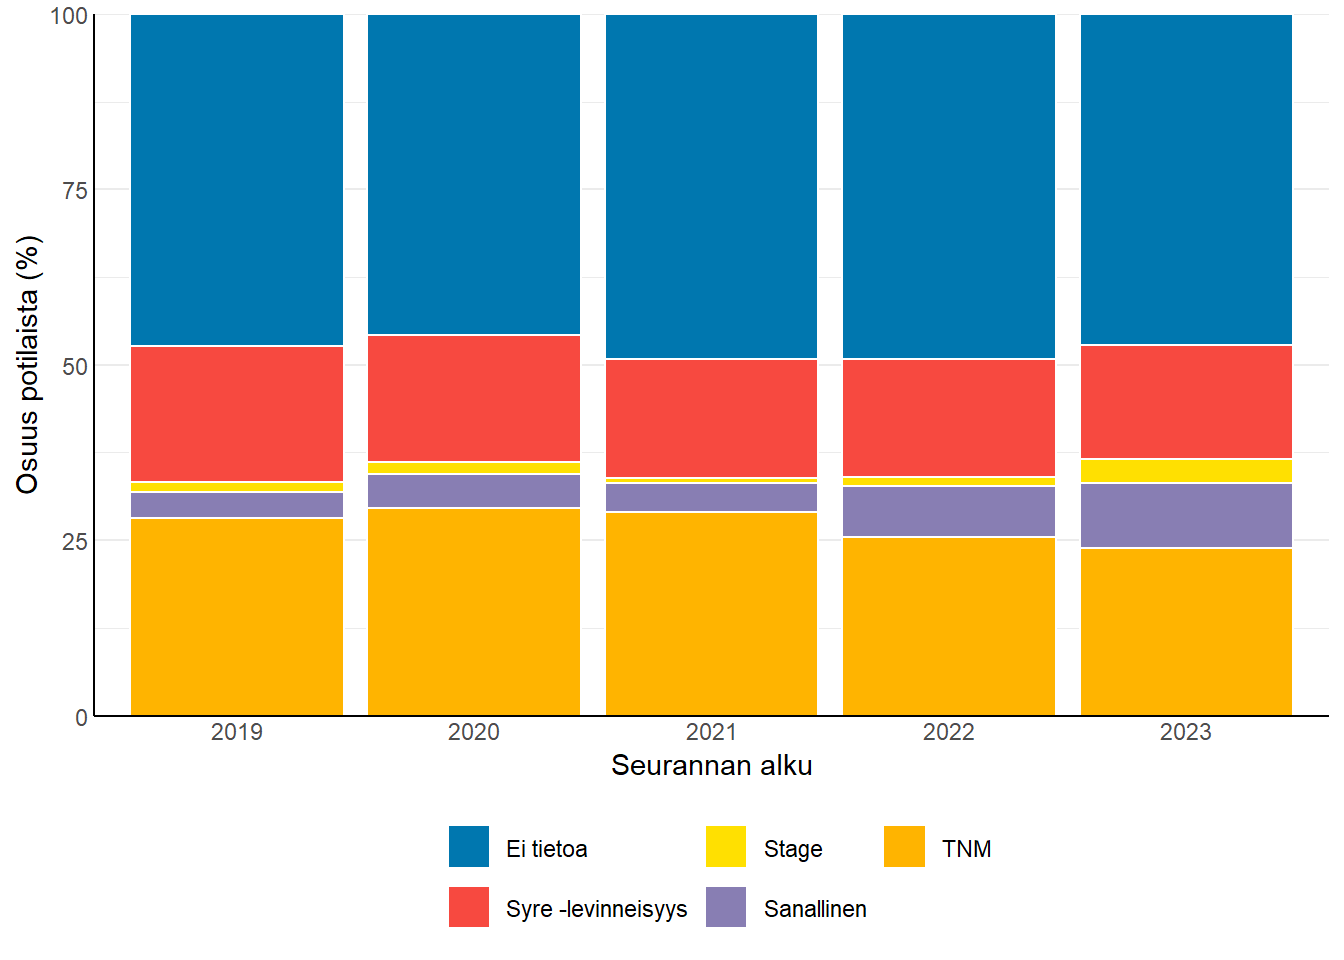 100
75
50
25
0
Osuus potilaista (%)
2019 2020 2021 2022 2023
Seurannan alku
Ei tietoa Stage TNM
Syre -levinneisyys Sanallinen